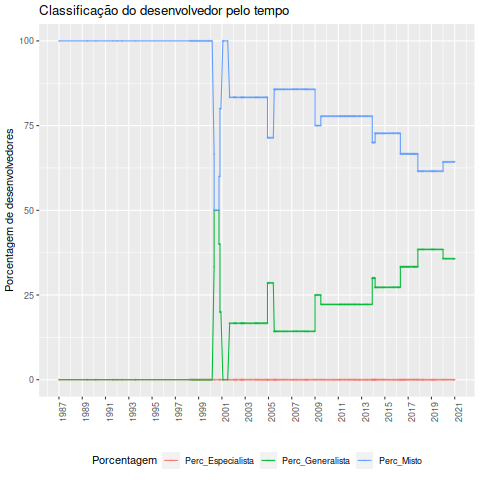 Classificação do desenvolvedor pelo tempo
Porcentagem de desenvolvedores
100
75
50
25
0
1987 1989 1991 1993 1995 1997 1999 2001 2003 2005 2007 2009 2011 2013 2015 2017 2019 2021
Porcentagem Perc_Especialista Perc_Generalista Perc_Misto